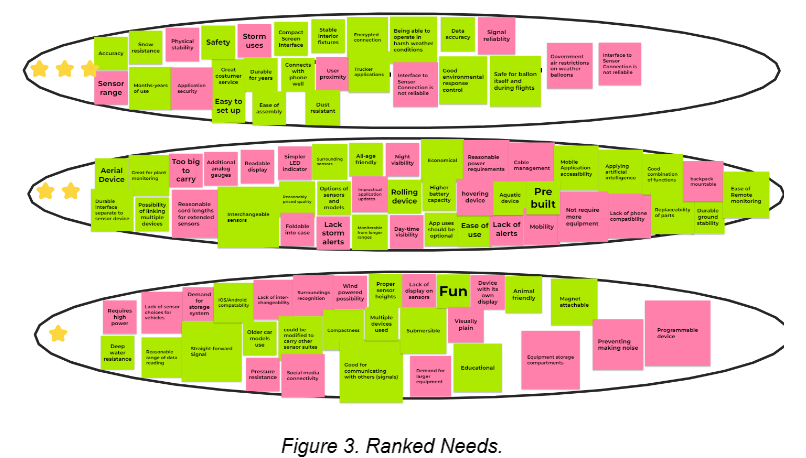 Accuracy
Snow
resistance
Physical
stability
Safety
Storm
uses
Compact
Screen
Interface
Stable
interior
fixtures
Encrypted
connection
Being able to
operate in
harsh weather
conditions
Data
accuracy
Signal
reliablity
Sensor
range
Months-years
of use
Application
security
Great
costumer
service
Durable
for years
Connects
with
phone
well
User
proximity
Trucker
applications
Interface to
Sensor
Connection is
not reliabile
Good
environmental
response
control
Safe for ballon
itself and
during flights
Government
air restrictions
on weather
balloons
Interface to
Sensor
Connection is
not reliabile
Easy to
set up
Ease of
assembly
Dust
resistant
Aerial
Device
Great for plant
monitoring
Too big
to
carry
Additional
analog
gauges
Readable
display
Simpler
LED
indicator
Surrounding
sensors
All-age
friendly
Night
visibility
Economical
Reasonable
power
requirements
Cable
management
Mobile
Application
accessibility
Applying
artificial
intelligence
Good
combination
of functions
backpack
mountable
Ease of
Remote
monitoring
Durable
interface
seperate to
sensor device
Possibility
of linking
multiple
devices
Reasonable
cord lengths
for extended
sensors
Interchangeable
sensors
Reasonably
priced quality
Options of
sensors
and
models
Impractical
application
updates
Rolling
device
Higher
battery
capacity
hovering
device
Aquatic
device
Pre
built
Not require
more
equipment
Lack of phone
compatibility
Replaceability
of parts
Durable
ground
stability
Foldable
into case
Lack
storm
alerts
Monitorable
from longer
ranges
Day-time
visibility
App uses
should be
optional
Ease of
use
Lack of
alerts
Mobility
Requires
high
power
Lack of sensor
choices for
vehicles
Demand
for
storage
system
IOS/Android
compatability
Lack of inter-
changeability
Surroundings
recognition
Wind
powered
possibility
Proper
sensor
heights
Lack of
display on
sensors
Fun
Device
with its
own
display
Animal
friendly
Magnet
attachable
Deep
water
resistance
Reasonable
range of data
reading
Straight-forward
Signal
Older car
models
use
could be
modified to
carry other
sensor suites
Compactness
Multiple
devices
used
Submersible
Visually
plain
Programmable
device
Preventing
making noise
Equipment storage
compartments
Pressure
resistance
Social media
connectivity
Good for
communicating
with others (signals)
Demand for
larger
equipment
Educational
Figure 3. Ranked Needs.